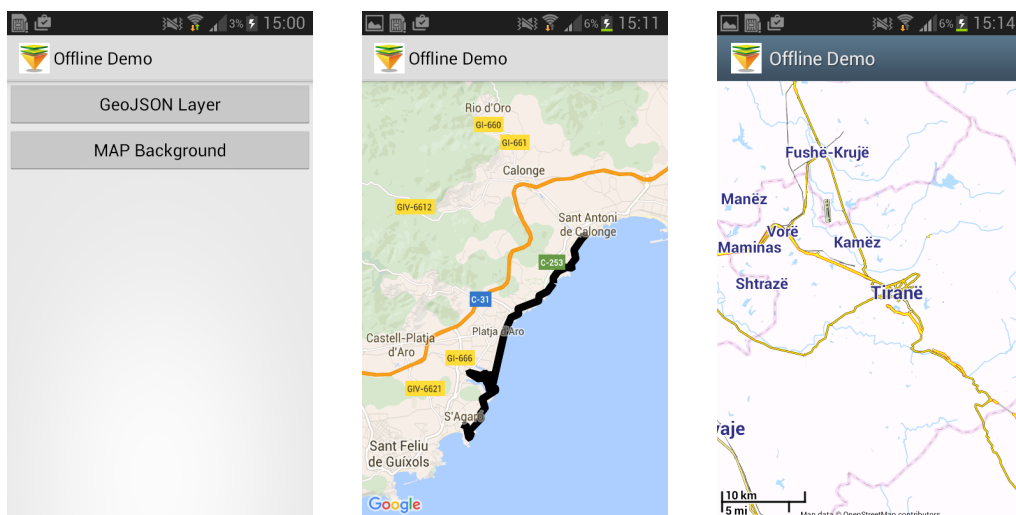 3% 15:00
Offline Demo
GeoJSON Layer
MAP Background
6% 15:11
Offline Demo
Rio d'Oro
GI-660
GI-661
Calonge
GIV-6612
Sant Antoni
de Calonge
C-253
C-31
Platja d'Aro
Castell-Platja
d'Aro
GI-666
GIV-6621
S'Agaró
Sant Feliu
de Guíxols
Google
6% 15:14
Offline Demo
Fushë-Krujë
Manëz
Vorë
Kamëz
Maminas
Shtrazë
Tiranë
aje
10 km
5 mi
Map data © OpenStreetMap contributors